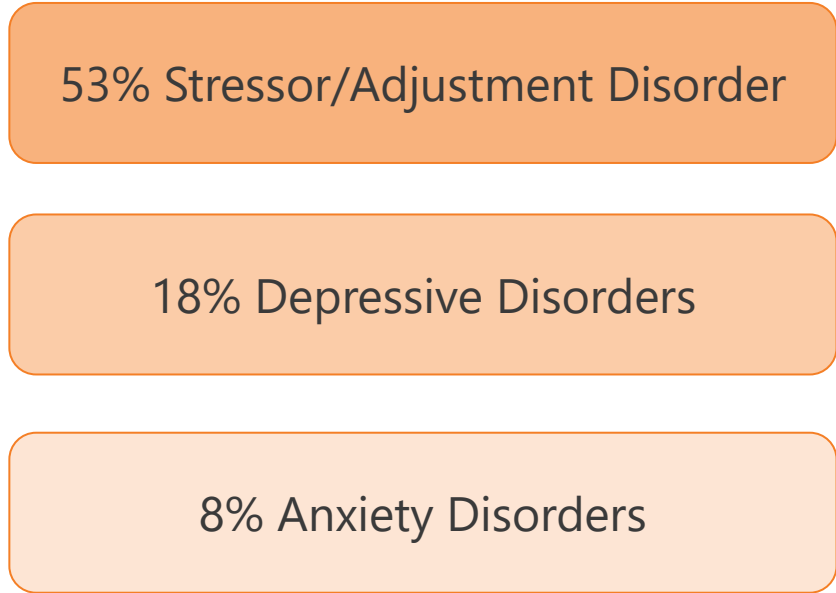 53% Stressor/Adjustment Disorder
18% Depressive Disorders
8% Anxiety Disorders